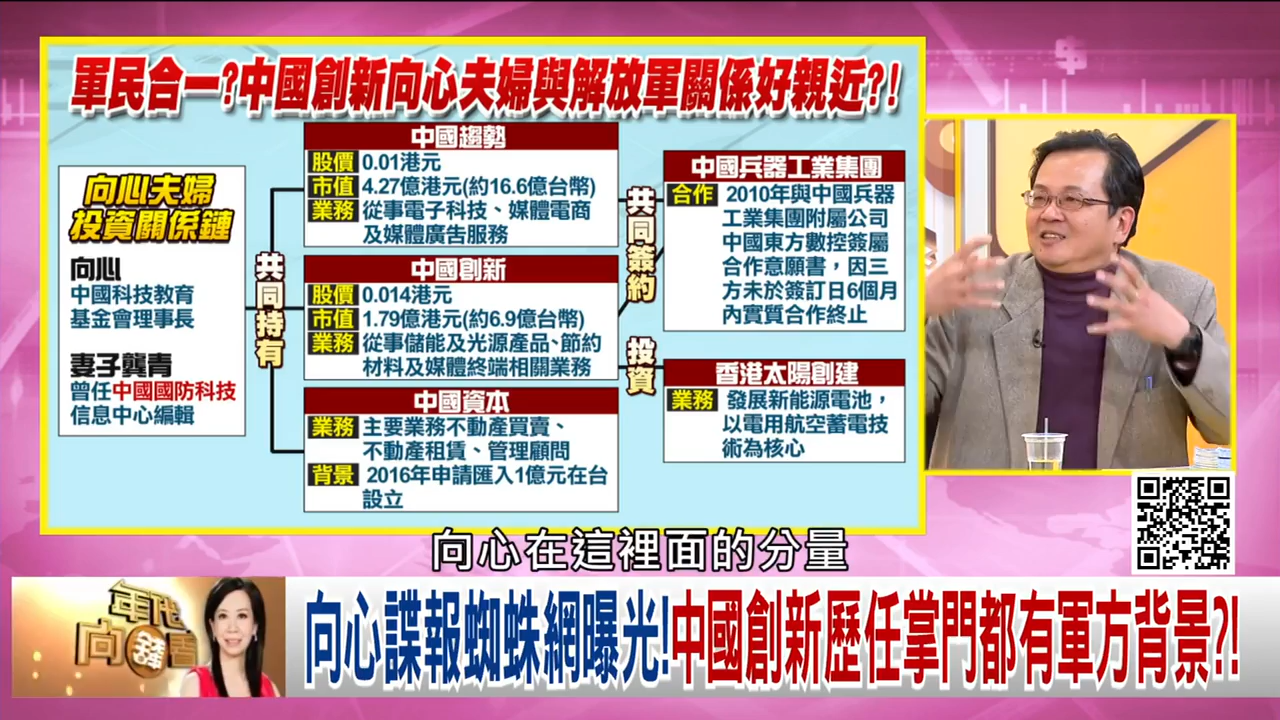 軍民合一?中國創新向心夫婦與解放軍關係好親近?!
向心夫婦
投資關係鏈
向心
中國科技教育
基金會理事長
妻子龔青
曾任中國國防科技
信息中心編輯
共同持有
中國趨勢
股價 0.01港元
市值 4.27億港元(約16.6億台幣)
業務 從事電子科技、媒體電商
及媒體廣告服務
中國創新
股價 0.014港元
市值 1.79億港元(約6.9億台幣)
業務 從事儲能及光源產品、節約
材料及媒體終端相關業務
中國資本
業務 主要業務不動產買賣、
不動產租賃、管理顧問
背景 2016年申請匯入1億元在台
設立
共同簽約
投資
中國兵器工業集團
合作 2010年與中國兵器
工業集團附屬公司
中國東方數控簽屬
合作意願書，因三
方未於簽訂日6個月
內實質合作終止
香港太陽創建
業務 發展新能源電池，
以電用航空蓄電技
術為核心
向心在這裡面的分量
年代
向錢看
向心諜報蜘蛛網曝光!中國創新歷任掌門都有軍方背景?!